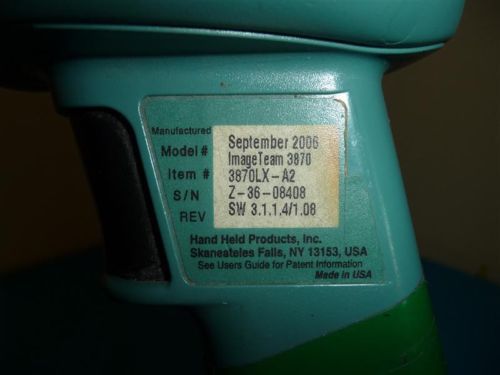 Manufactured September 2006
Model # ImageTeam 3870
Item # 3870LX-A2
S/N Z-36-08408
REV SW 3.1.1.4/1.08
Hand Held Products, Inc.
Skaneateles Falls, NY 13153, USA
See Users Guide for Patent Information
Made in USA